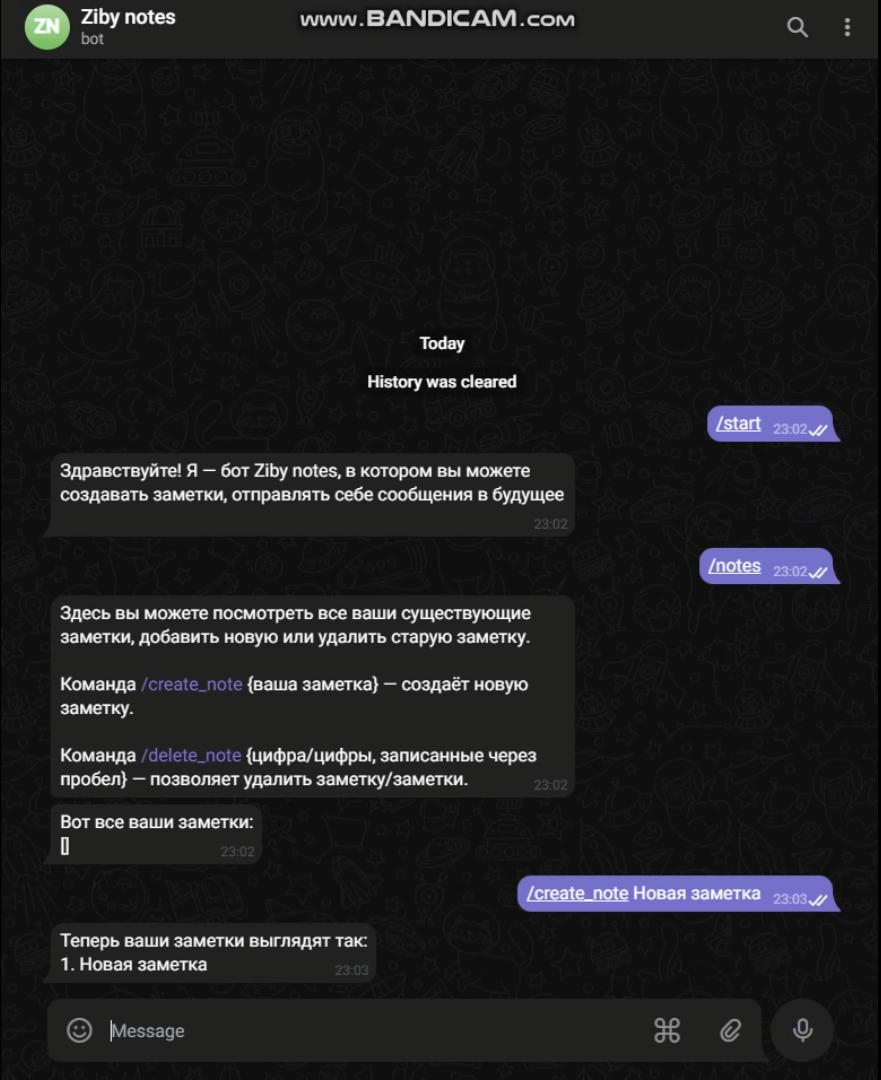 ZN
Ziby notes
bot
www.BANDICAM.com
Today
History was cleared
/start 23:02
Здравствуйте! Я — бот Ziby notes, в котором вы можете
создавать заметки, отправлять себе сообщения в будущее
23:02
/notes 23:02
Здесь вы можете посмотреть все ваши существующие
заметки, добавить новую или удалить старую заметку.
Команда /create_note {ваша заметка} — создаёт новую
заметку.
Команда /delete_note {цифра/цифры, записанные через
пробел} — позволяет удалить заметку/заметки. 23:02
Вот все ваши заметки:
[] 23:02
/create_note Новая заметка 23:03
Теперь ваши заметки выглядят так:
1. Новая заметка 23:03
Message